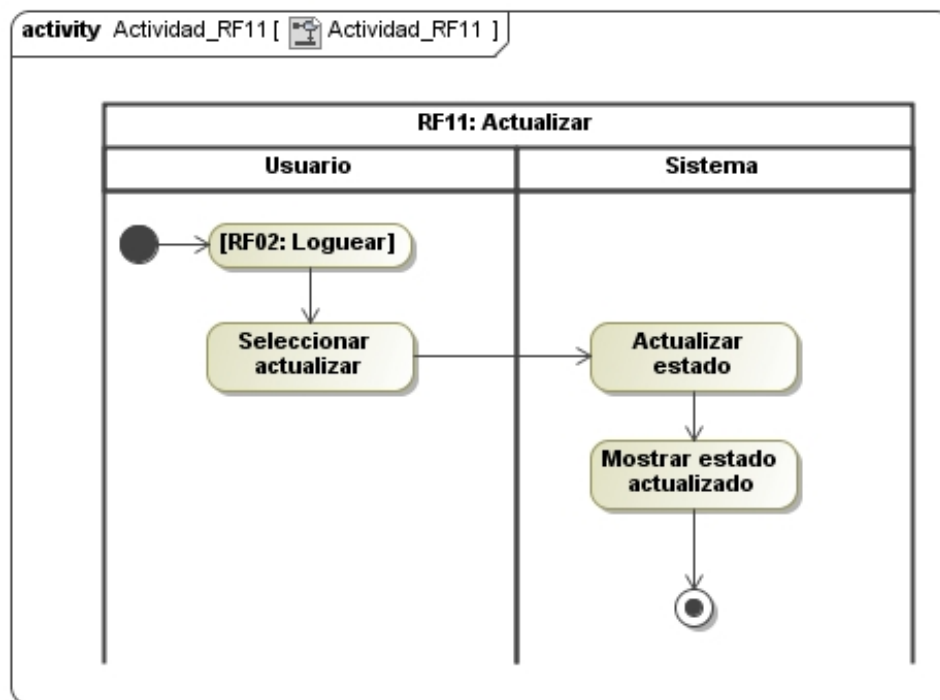 activity Actividad_RF11 [ Actividad_RF11 ]
RF11: Actualizar
Usuario
Sistema
[RF02: Loguear]
Seleccionar
actualizar
Actualizar
estado
Mostrar estado
actualizado